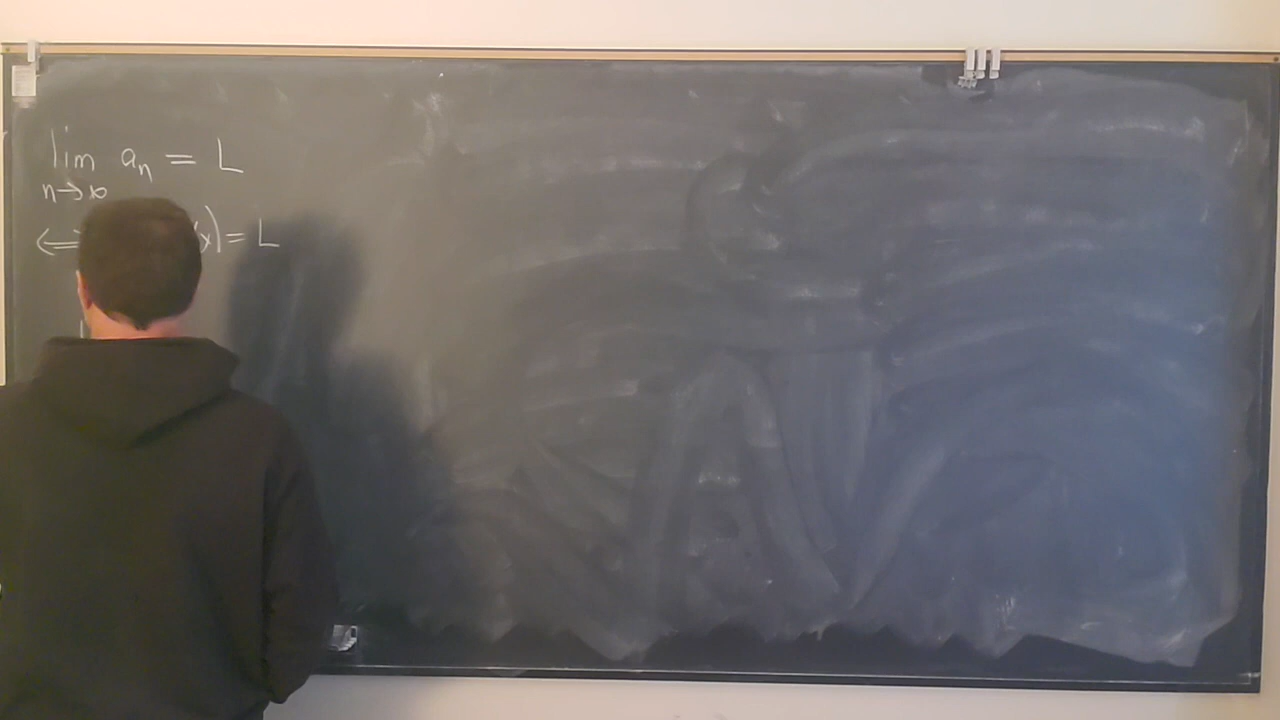 lim aₙ = L
n→∞
⟺ (x) = L